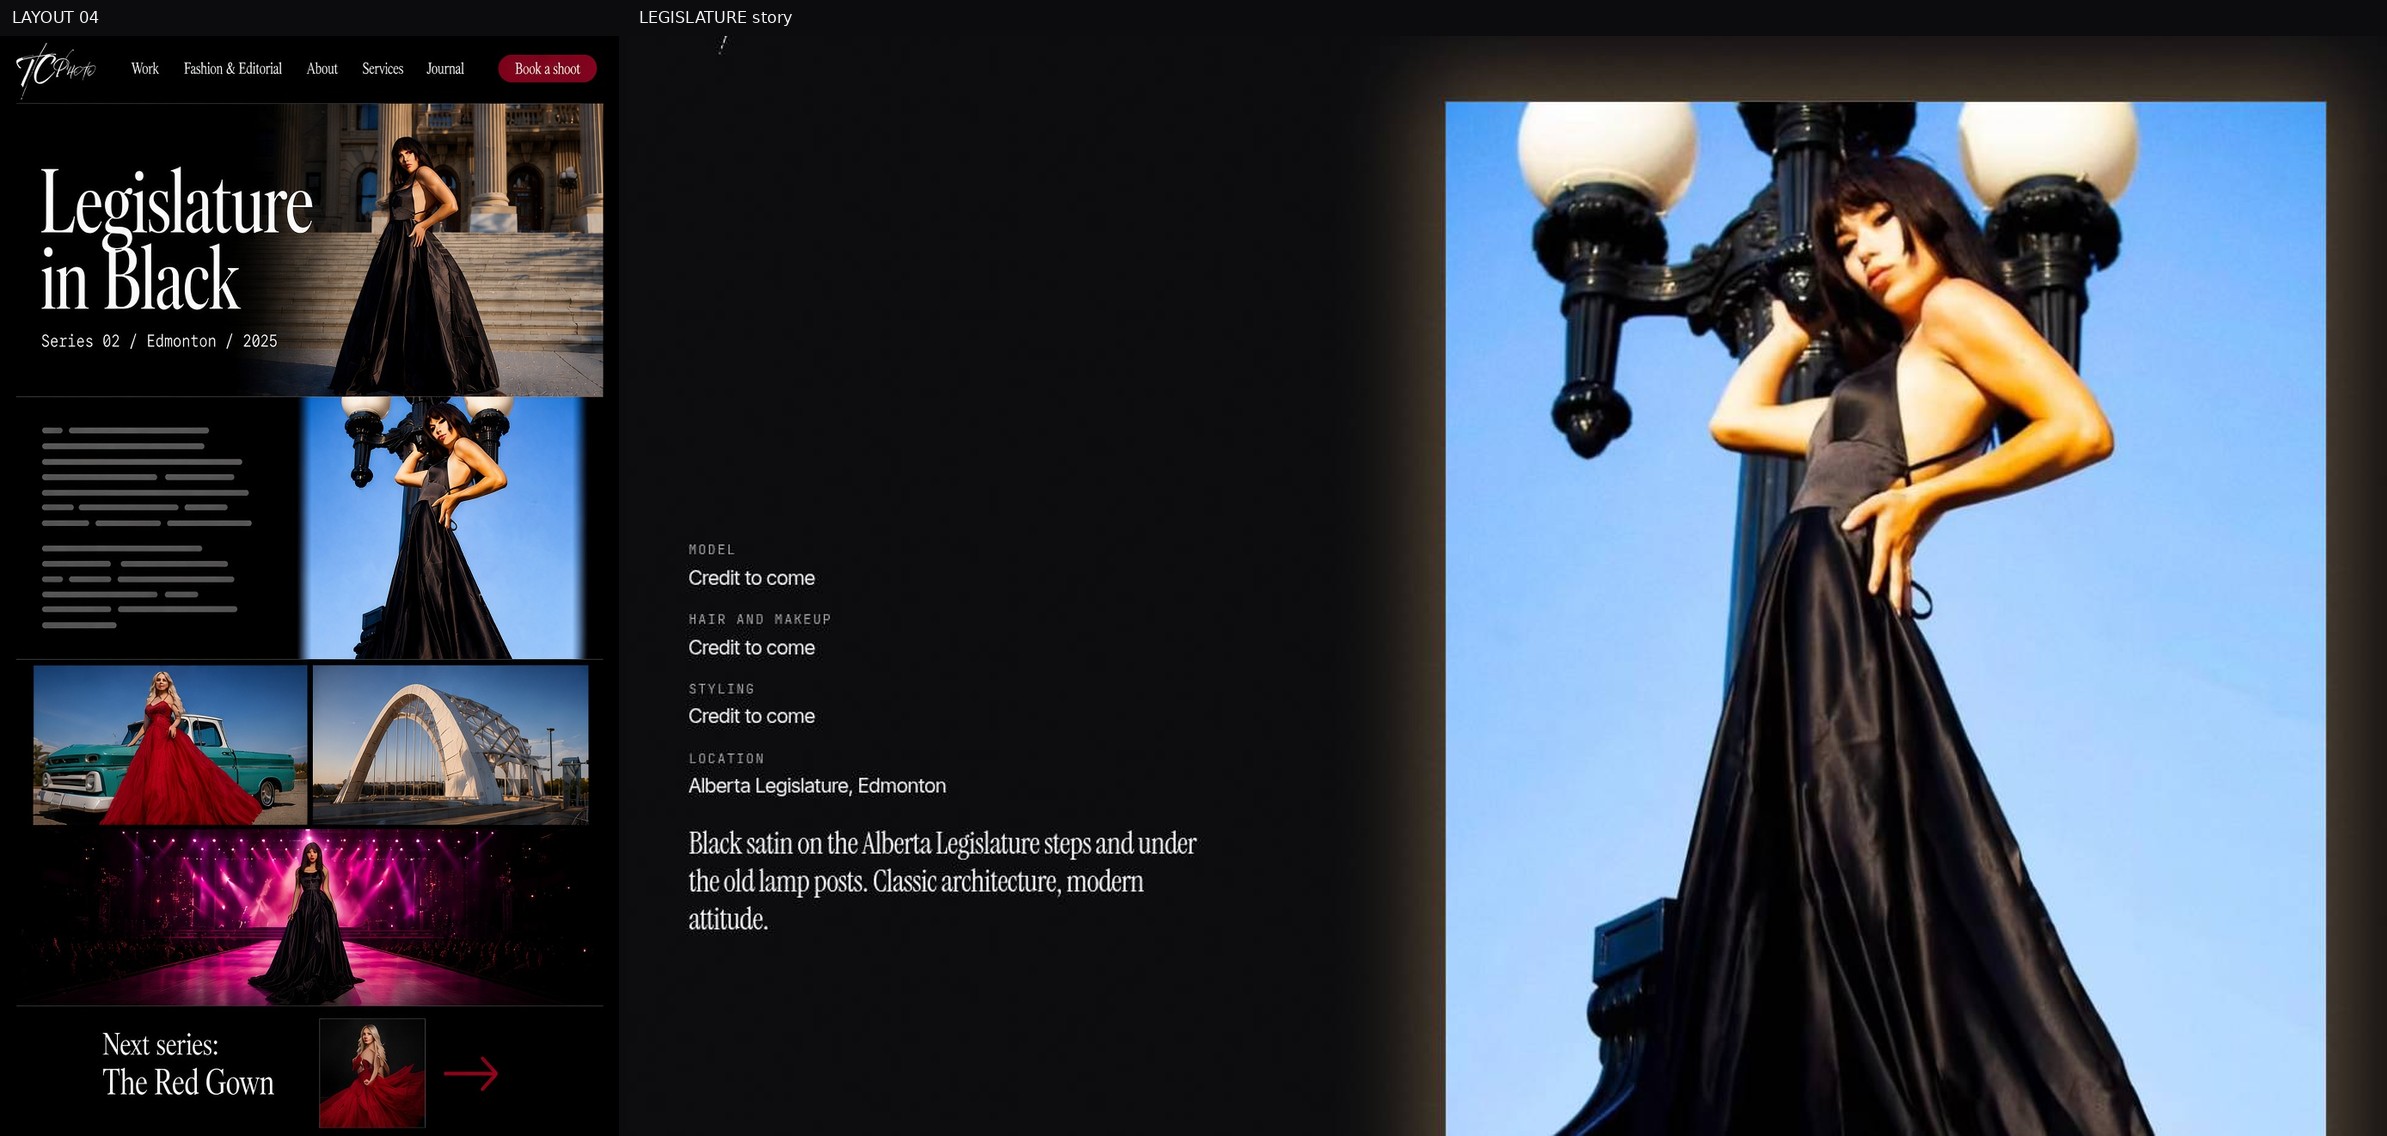 LAYOUT 04
TCPhoto
Work
Fashion & Editorial
About
Services
Journal
Book a shoot
Legislature
in Black
Series 02 / Edmonton / 2025
Next series:
The Red Gown
LEGISLATURE story
MODEL
Credit to come
HAIR AND MAKEUP
Credit to come
STYLING
Credit to come
LOCATION
Alberta Legislature, Edmonton
Black satin on the Alberta Legislature steps and under
the old lamp posts. Classic architecture, modern
attitude.